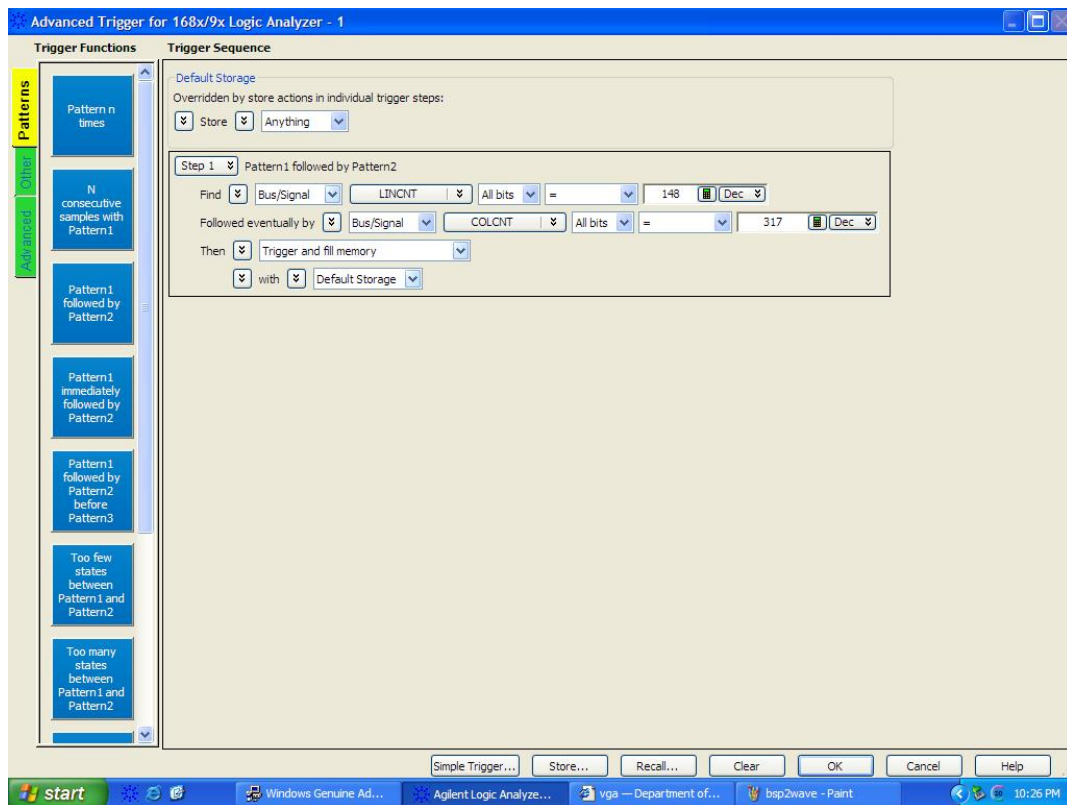 Advanced Trigger for 168x/9x Logic Analyzer - 1
Trigger Functions
Trigger Sequence
Patterns
Other
Advanced
Pattern n
times
N
consecutive
samples with
Pattern1
Pattern1
followed by
Pattern2
Pattern1
immediately
followed by
Pattern2
Pattern1
followed by
Pattern2
before
Pattern3
Too few
states
between
Pattern1 and
Pattern2
Too many
states
between
Pattern1 and
Pattern2
Default Storage
Overridden by store actions in individual trigger steps:
Store Anything
Step 1 Pattern1 followed by Pattern2
Find Bus/Signal LINCNT All bits = 148 Dec
Followed eventually by Bus/Signal COLCNT All bits = 317 Dec
Then Trigger and fill memory
with Default Storage
Simple Trigger... Store... Recall... Clear OK Cancel Help
start Windows Genuine Ad... Agilent Logic Analyze... vga — Department of... bsp2wave - Paint 10:26 PM